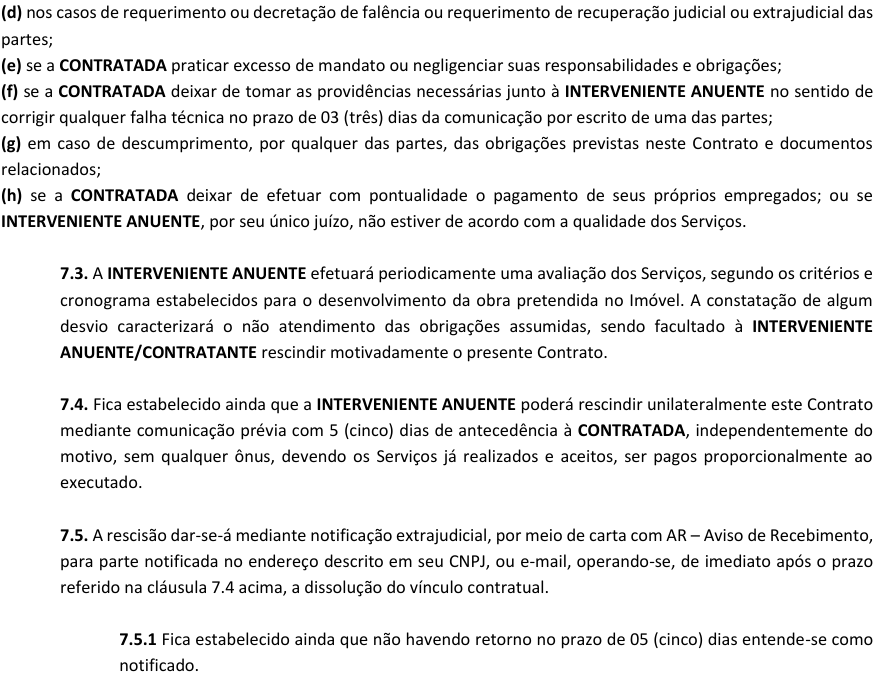 (d) nos casos de requerimento ou decretação de falência ou requerimento de recuperação judicial ou extrajudicial das
partes;
(e) se a CONTRATADA praticar excesso de mandato ou negligenciar suas responsabilidades e obrigações;
(f) se a CONTRATADA deixar de tomar as providências necessárias junto à INTERVENIENTE ANUENTE no sentido de
corrigir qualquer falha técnica no prazo de 03 (três) dias da comunicação por escrito de uma das partes;
(g) em caso de descumprimento, por qualquer das partes, das obrigações previstas neste Contrato e documentos
relacionados;
(h) se a CONTRATADA deixar de efetuar com pontualidade o pagamento de seus próprios empregados; ou se
INTERVENIENTE ANUENTE, por seu único juízo, não estiver de acordo com a qualidade dos Serviços.
7.3. A INTERVENIENTE ANUENTE efetuará periodicamente uma avaliação dos Serviços, segundo os critérios e
cronograma estabelecidos para o desenvolvimento da obra pretendida no Imóvel. A constatação de algum
desvio caracterizará o não atendimento das obrigações assumidas, sendo facultado à INTERVENIENTE
ANUENTE/CONTRATANTE rescindir motivadamente o presente Contrato.
7.4. Fica estabelecido ainda que a INTERVENIENTE ANUENTE poderá rescindir unilateralmente este Contrato
mediante comunicação prévia com 5 (cinco) dias de antecedência à CONTRATADA, independentemente do
motivo, sem qualquer ônus, devendo os Serviços já realizados e aceitos, ser pagos proporcionalmente ao
executado.
7.5. A rescisão dar-se-á mediante notificação extrajudicial, por meio de carta com AR – Aviso de Recebimento,
para parte notificada no endereço descrito em seu CNPJ, ou e-mail, operando-se, de imediato após o prazo
referido na cláusula 7.4 acima, a dissolução do vínculo contratual.
7.5.1 Fica estabelecido ainda que não havendo retorno no prazo de 05 (cinco) dias entende-se como
notificado.